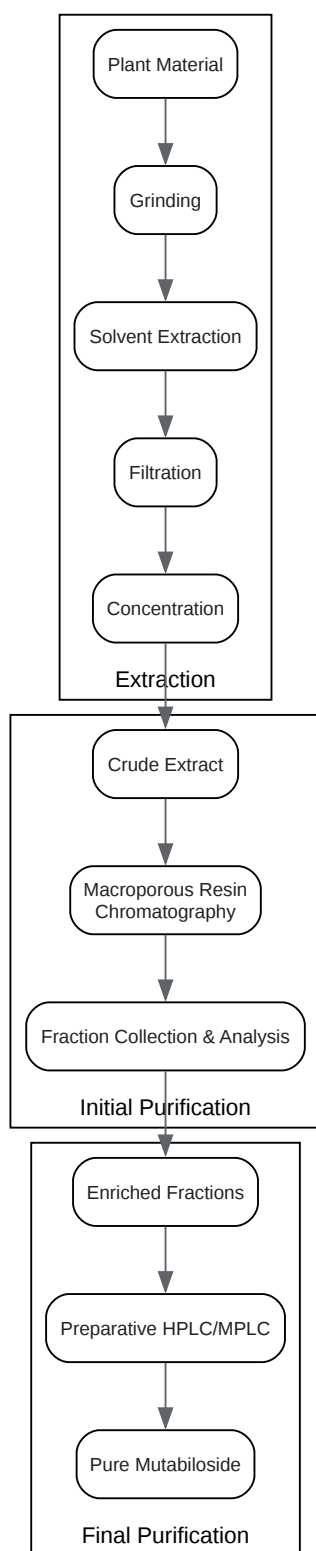 Plant Material
Grinding
Solvent Extraction
Filtration
Concentration
Extraction
Crude Extract
Macroporous Resin
Chromatography
Fraction Collection & Analysis
Initial Purification
Enriched Fractions
Preparative HPLC/MPLC
Pure Mutabiloside
Final Purification